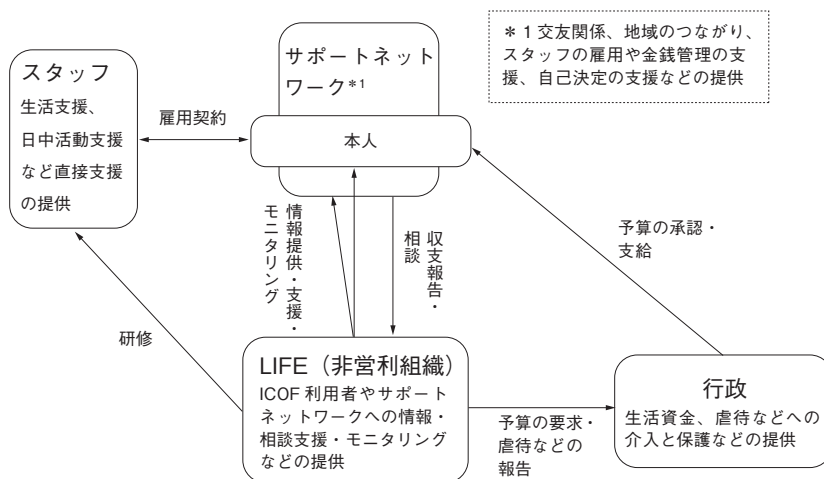 サポートネット
ワーク*1
*1交友関係、地域のつながり、
スタッフの雇用や金銭管理の支
援、自己決定の支援などの提供
スタッフ
生活支援、
日中活動支援
など直接支援
の提供
雇用契約
本人
情報提供・支援・
モニタリング
収支報告・
相談
予算の承認・
支給
研修
LIFE(非営利組織)
ICOF 利用者やサポート
ネットワークへの情報・
相談支援・モニタリング
などの提供
予算の要求・
虐待などの
報告
行政
生活資金、虐待などへの
介入と保護などの提供